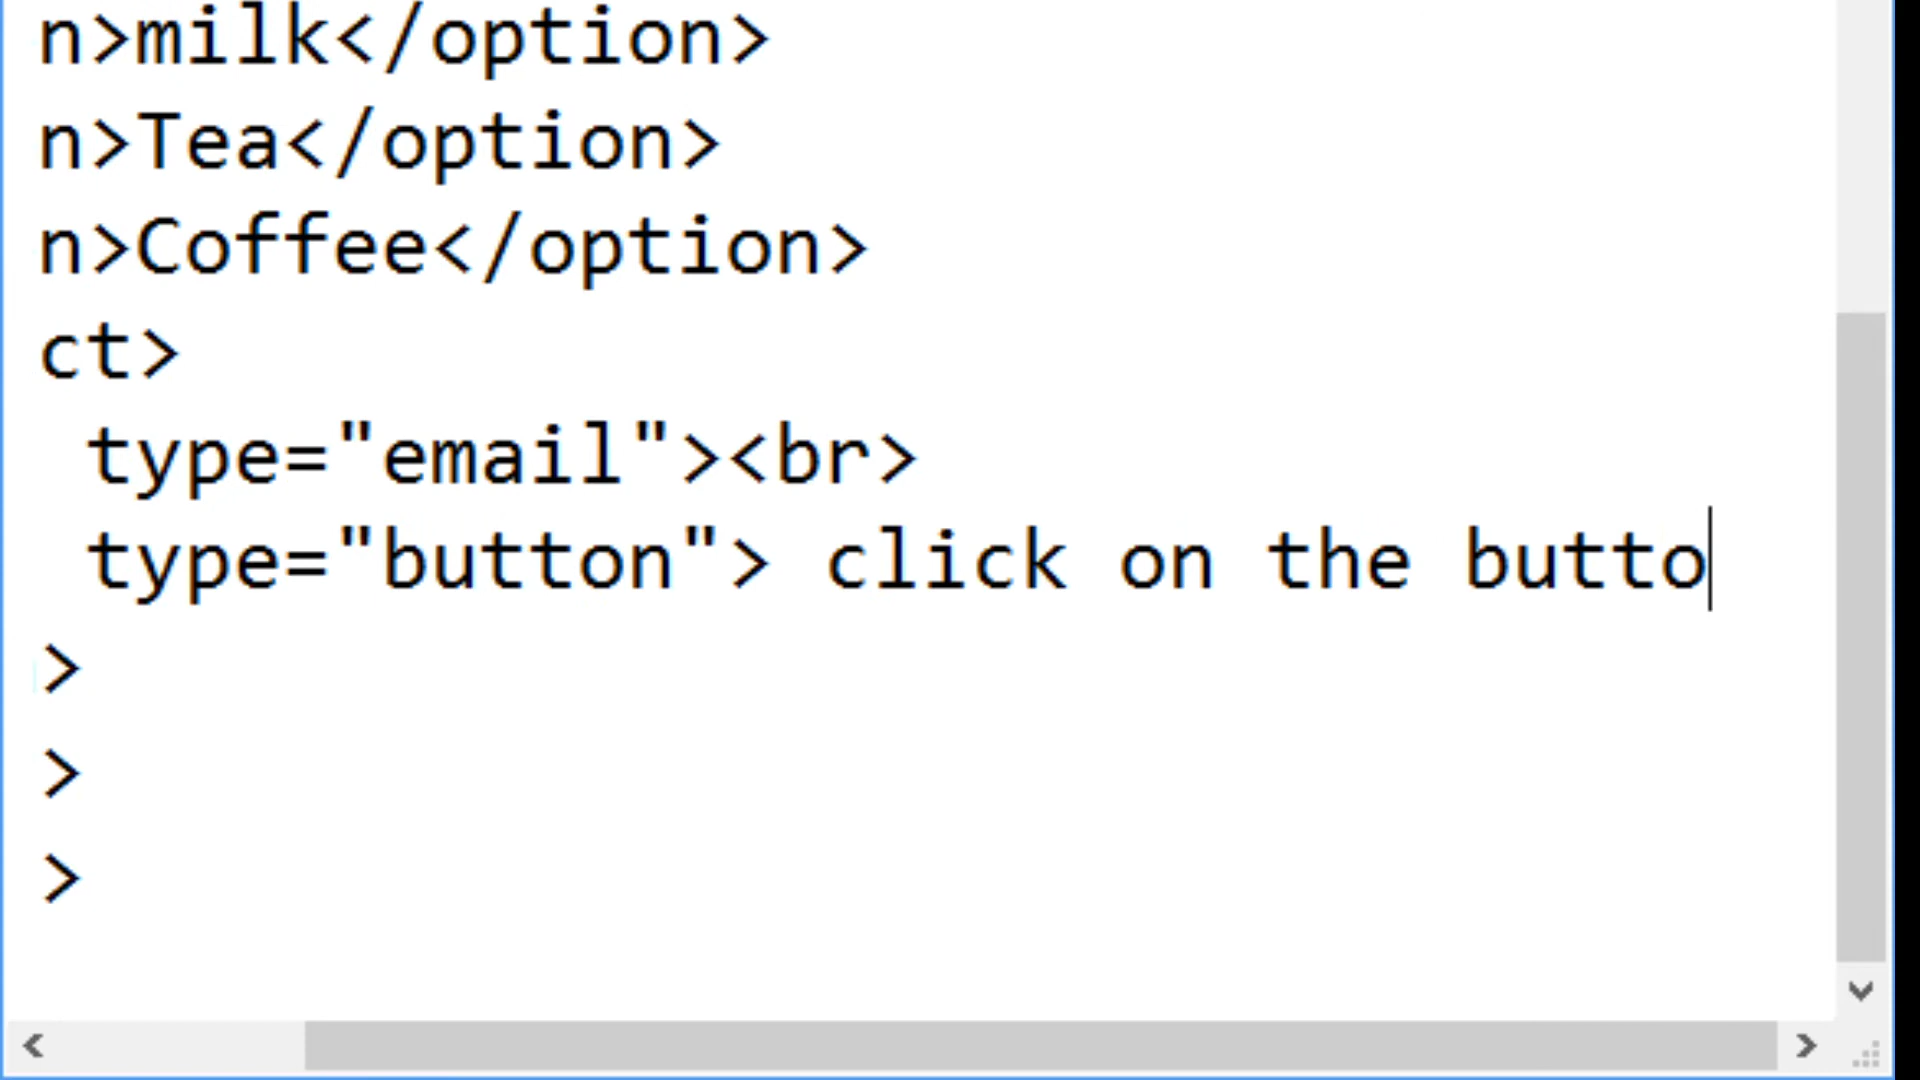 n>milk</option>
n>Tea</option>
n>Coffee</option>
ct>
type="email"><br>
type="button"> click on the butto
>
>
>